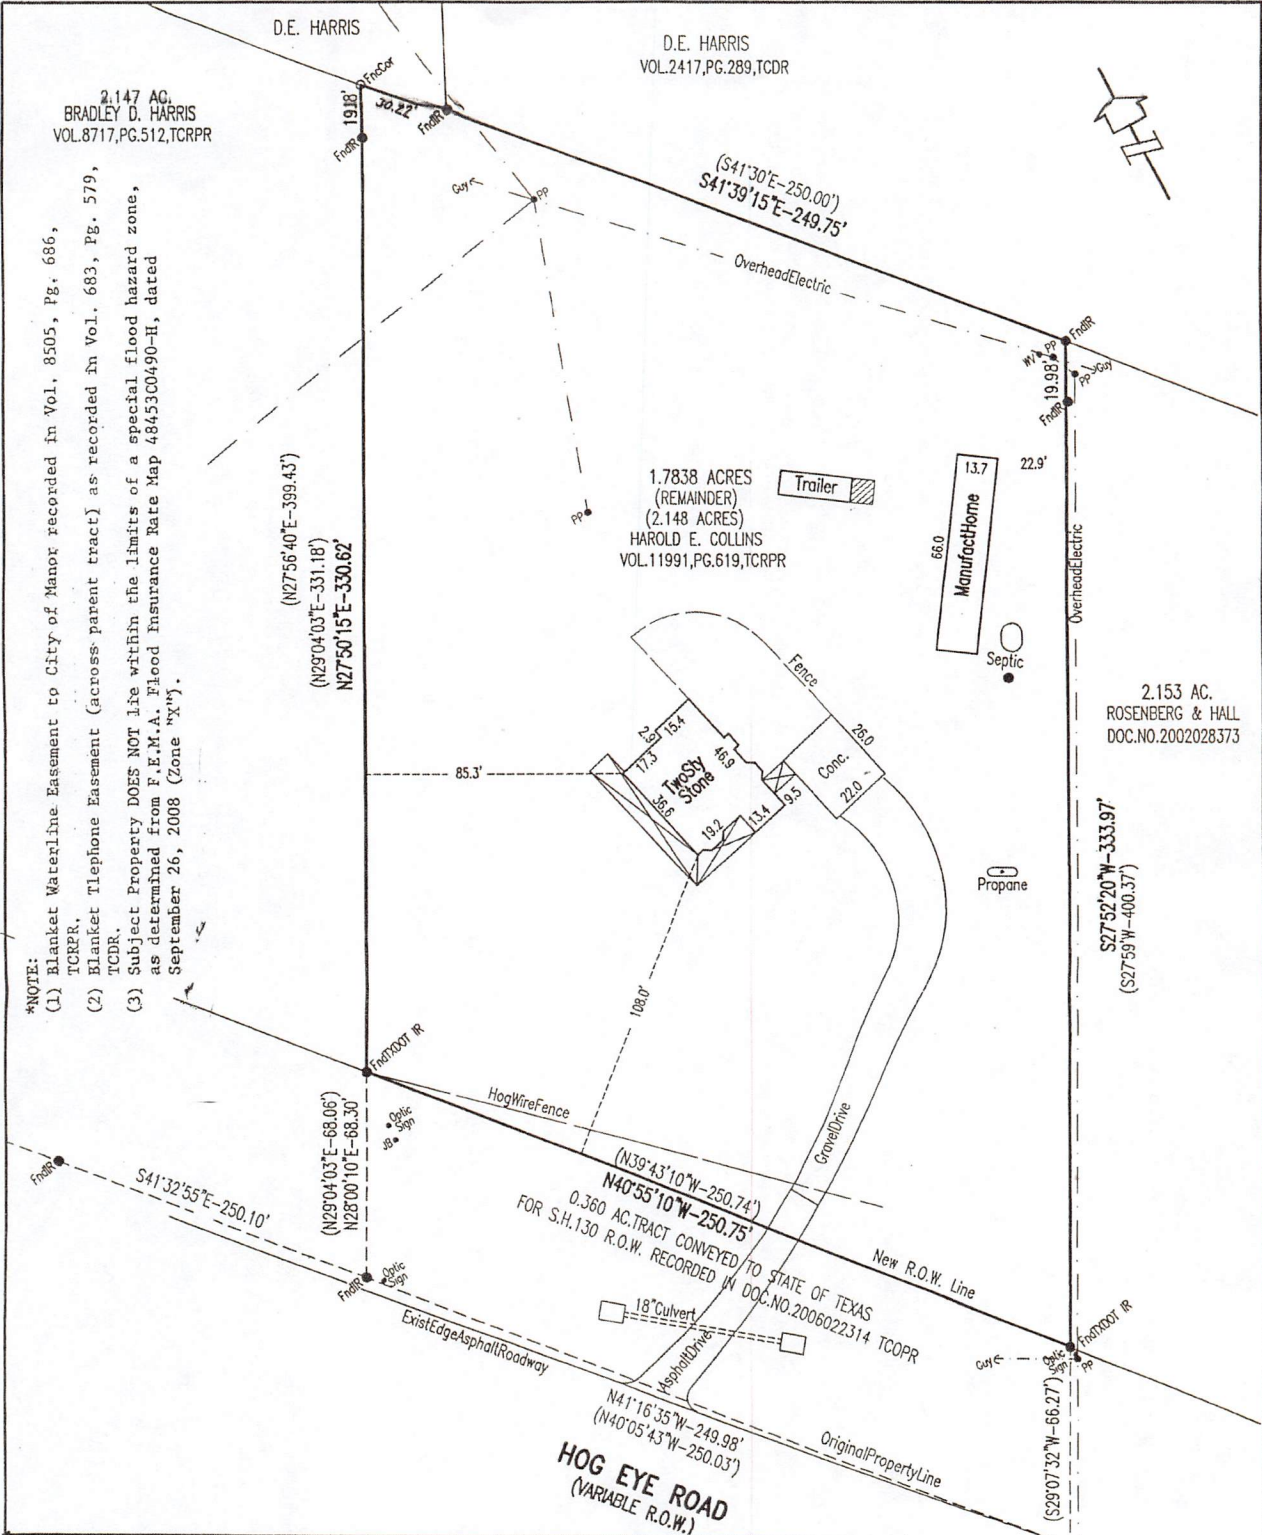 D.E. HARRIS
D.E. HARRIS
VOL.2417,PG.289,TCDR
2.147 AC.
BRADLEY D. HARRIS
VOL.8717,PG.512,TCRPR
FncCor
19.18'
30.22'
FndIR
FndIR
Guy
PP
(S41°30'E-250.00')
S41°39'15"E-249.75'
OverheadElectric
FndIR
WV
PP
PP
Guy
19.98'
FndIR
*NOTE:
(1) Blanket Waterline Easement to City of Manor recorded in Vol. 8505, Pg. 686,
TCRPR.
(2) Blanket Tlephone Easement (across parent tract) as recorded in Vol. 683, Pg. 579,
TCDR.
(3) Subject Property DOES NOT lie within the limits of a special flood hazard zone,
as determined from F.E.M.A. Flood Insurance Rate Map 48453C0490-H, dated
September 26, 2008 (Zone "X").
(N27°56'40"E-399.43')
(N29°04'03"E-331.18')
N27°50'15"E-330.62'
PP
1.7838 ACRES
(REMAINDER)
(2.148 ACRES)
HAROLD E. COLLINS
VOL.11991,PG.619,TCRPR
Trailer
13.7
22.9'
66.0
ManufactHome
OverheadElectric
Septic
2.153 AC.
ROSENBERG & HALL
DOC.NO.2002028373
Fence
2.9
15.4
17.3
46.9
TwoSty
Stone
36.6
19.2
13.4
9.5
Conc.
26.0
22.0
85.3'
Propane
S27°52'20"W-333.97'
(S27°59'W-400.37')
108.0'
FndTXDOT IR
HogWireFence
GravelDrive
Optic
Sign
JB
(N29°04'03"E-68.06')
N28°00'10"E-68.30'
(N39°43'10"W-250.74')
N40°55'10"W-250.75'
0.360 AC.TRACT CONVEYED TO STATE OF TEXAS
FOR S.H.130 R.O.W. RECORDED IN DOC.NO.2006022314 TCOPR
New R.O.W. Line
FndIR
S41°32'55"E-250.10'
FndIR
Optic
Sign
18"Culvert
ExistEdgeAsphaltRoadway
AsphaltDrive
FndTXDOT IR
Guy
Optic
Sign
PP
N41°16'35"W-249.98'
(N40°05'43"W-250.03')
OriginalPropertyLine
(S29°07'32"W-66.27')
HOG EYE ROAD
(VARIABLE R.O.W.)